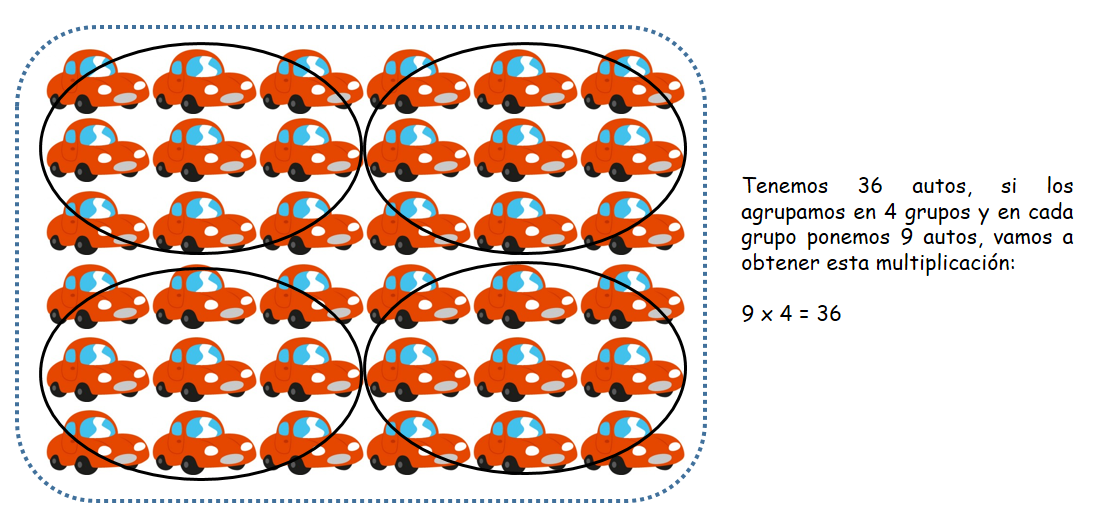 Tenemos 36 autos, si los
agrupamos en 4 grupos y en cada
grupo ponemos 9 autos, vamos a
obtener esta multiplicación:
9 x 4 = 36